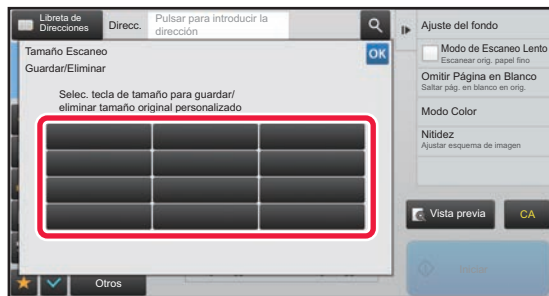 Libreta de
Direcciones
Direcc.
Pulsar para introducir la
dirección
Tamaño Escaneo
OK
Guardar/Eliminar
Selec. tecla de tamaño para guardar/
eliminar tamaño original personalizado
Otros
Ajuste del fondo
Modo de Escaneo Lento
Escanear orig. papel fino
Omitir Página en Blanco
Saltar pág. en blanco en orig.
Modo Color
Nitidez
Ajustar esquema de imagen
Vista previa
CA
Iniciar